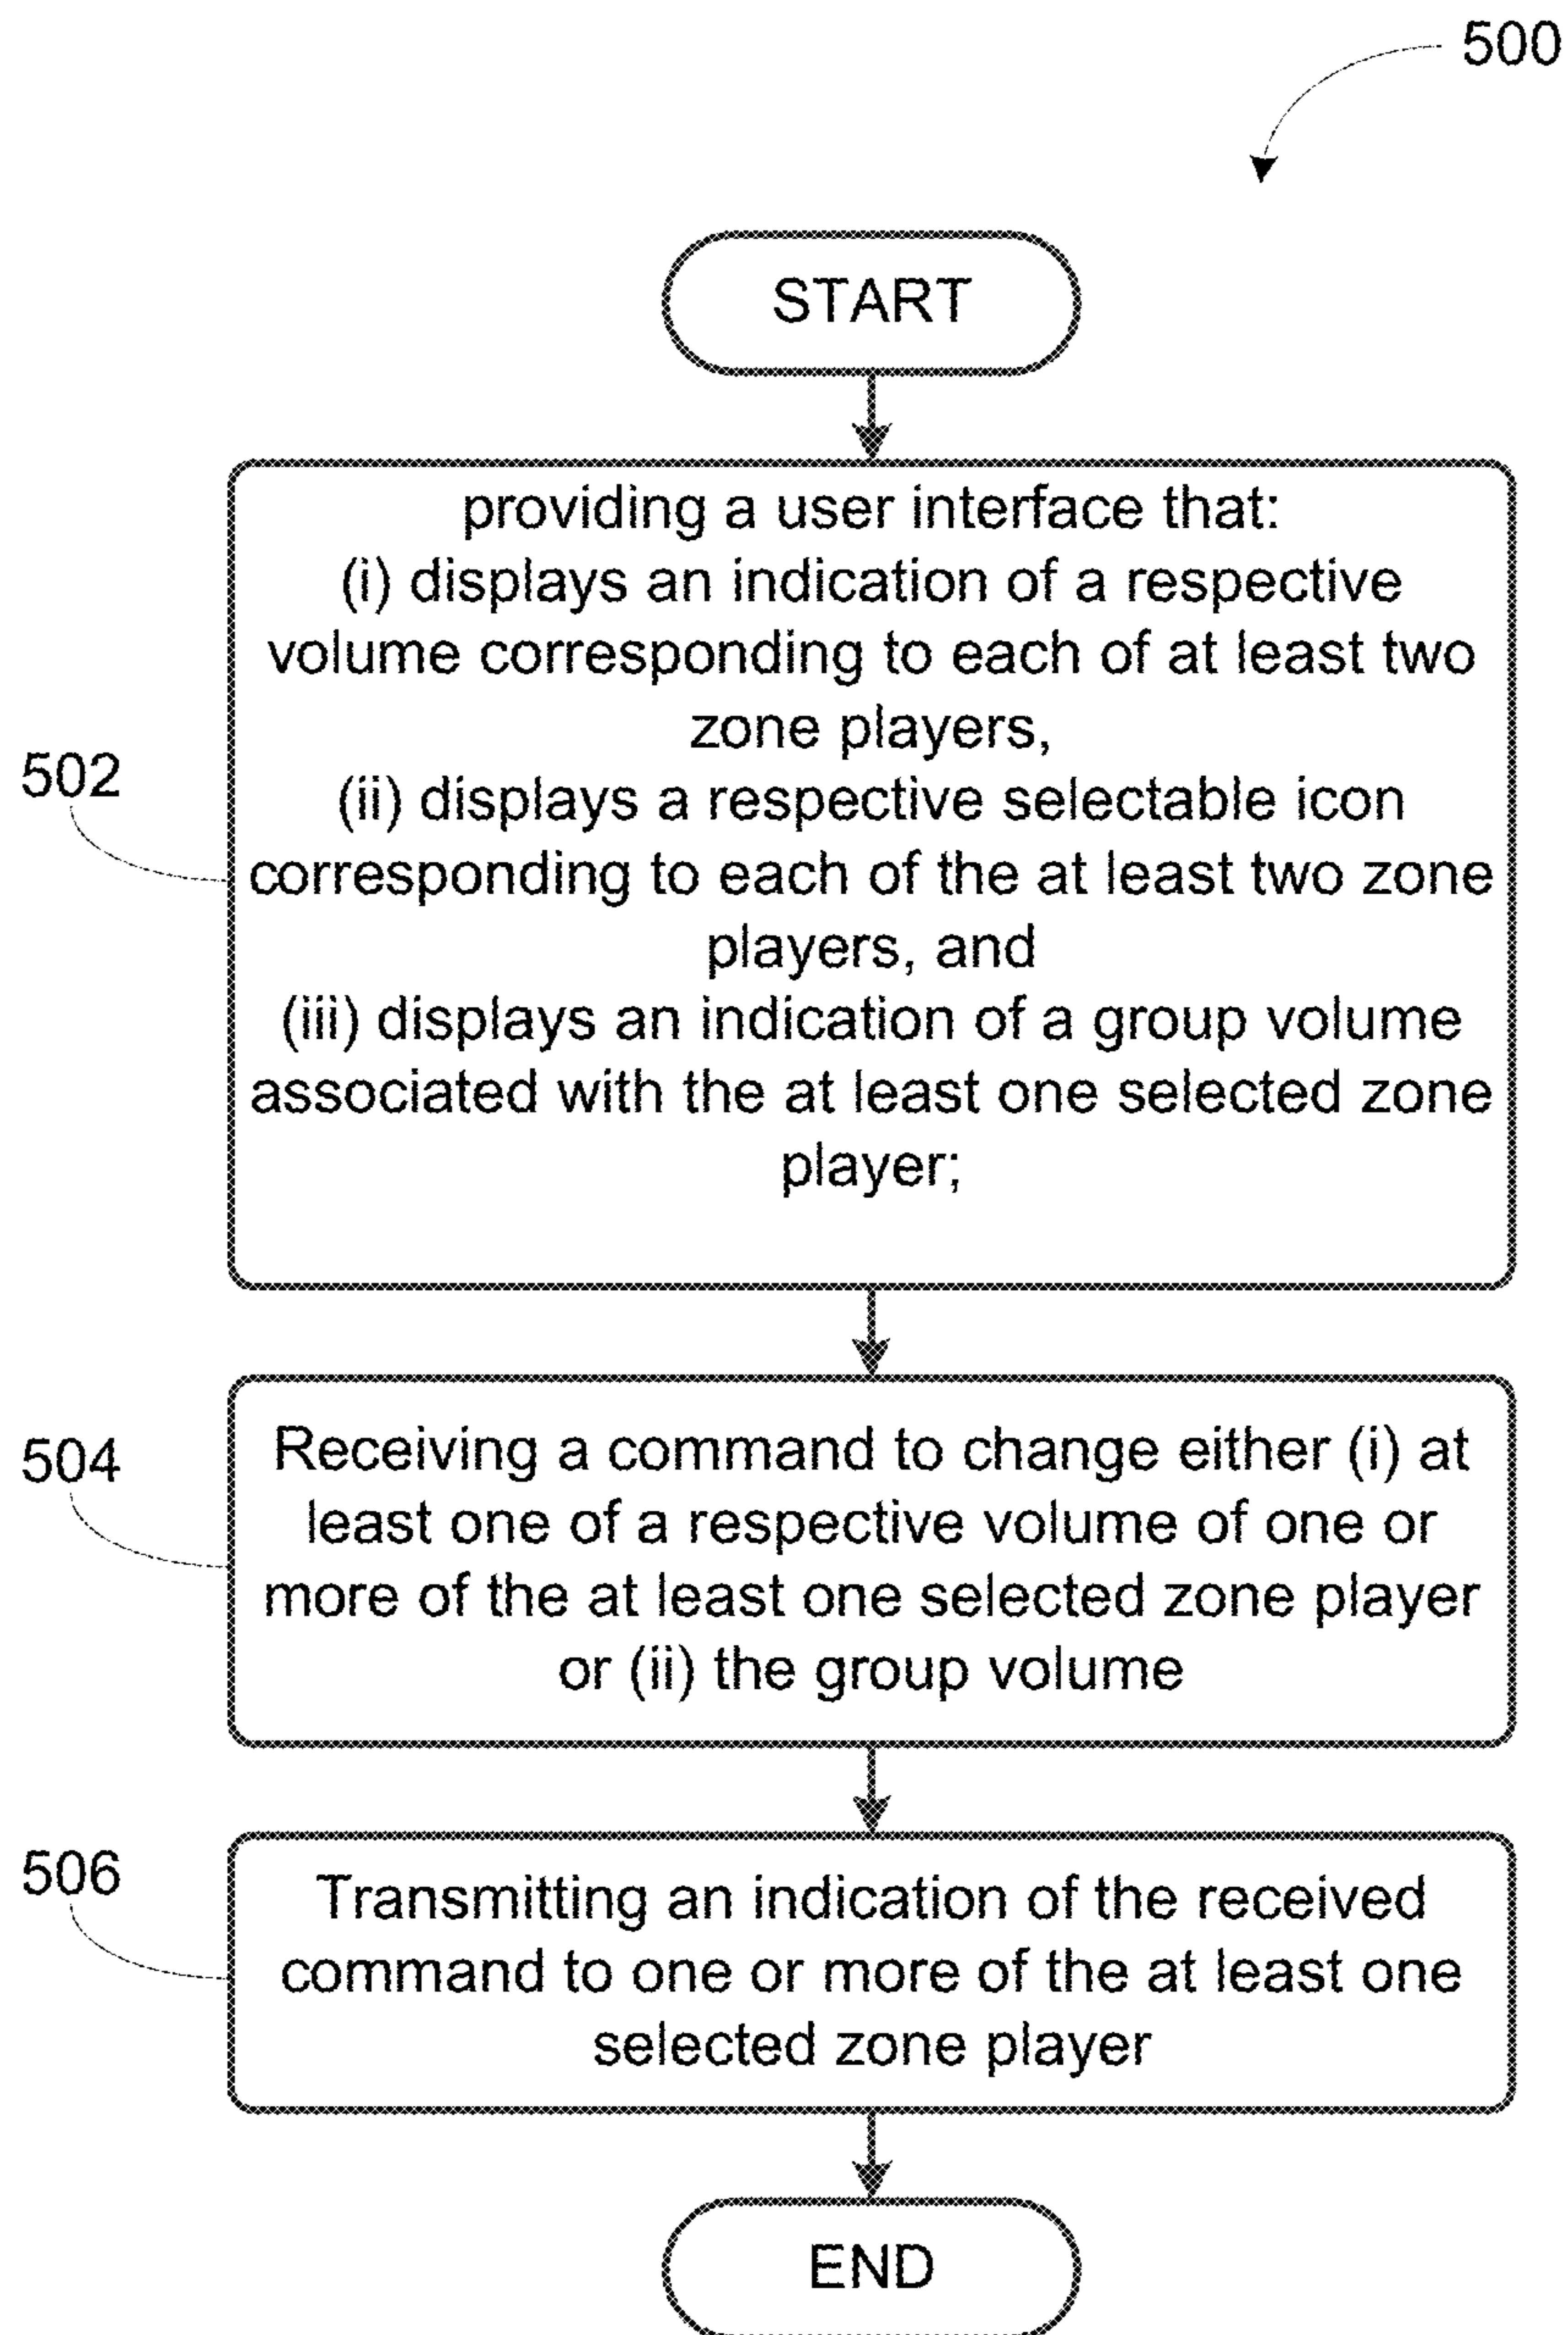 500
START
providing a user interface that:
(i) displays an indication of a respective
volume corresponding to each of at least two
zone players,
502
(ii) displays a respective selectable icon
corresponding to each of the at least two zone
players, and
(iii) displays an indication of a group volume
associated with the at least one selected zone
player;
504
Receiving a command to change either (i) at
least one of a respective volume of one or
more of the at least one selected zone player
or (ii) the group volume
506
Transmitting an indication of the received
command to one or more of the at least one
selected zone player
END